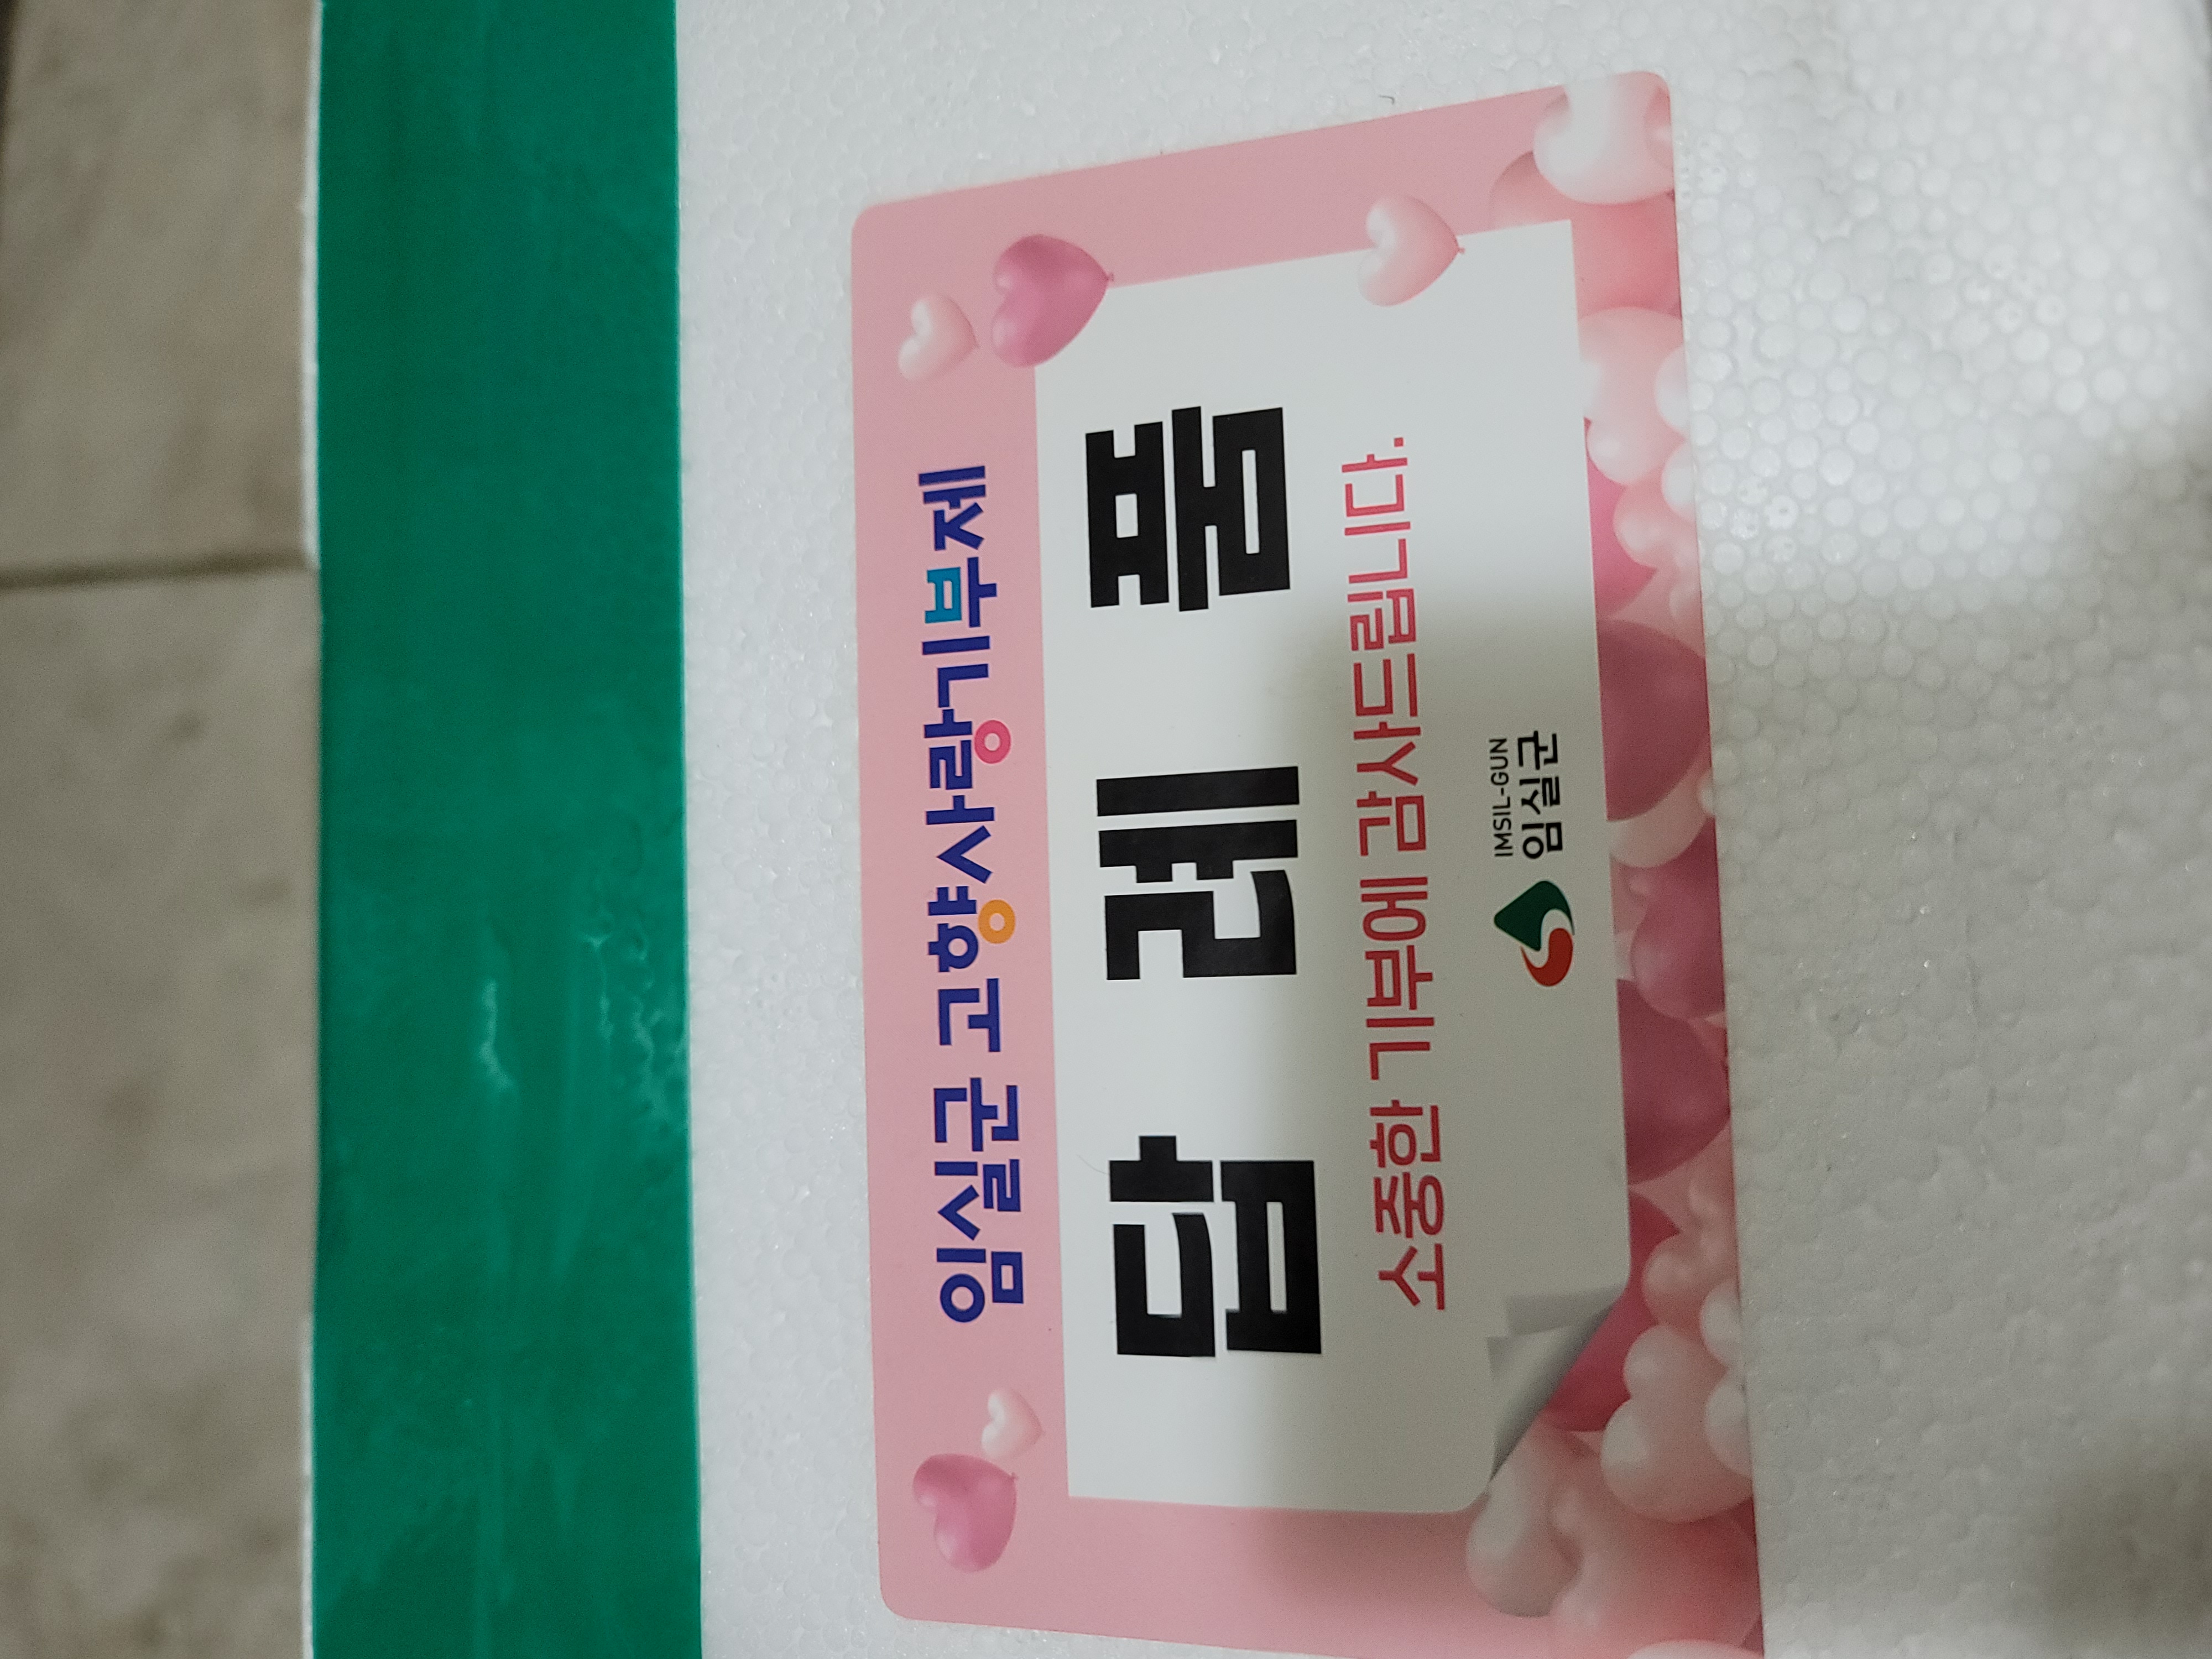 임실군 고향사랑기부제
답 례 품
소중한 기부에 감사드립니다.
IMSIL-GUN
임실군